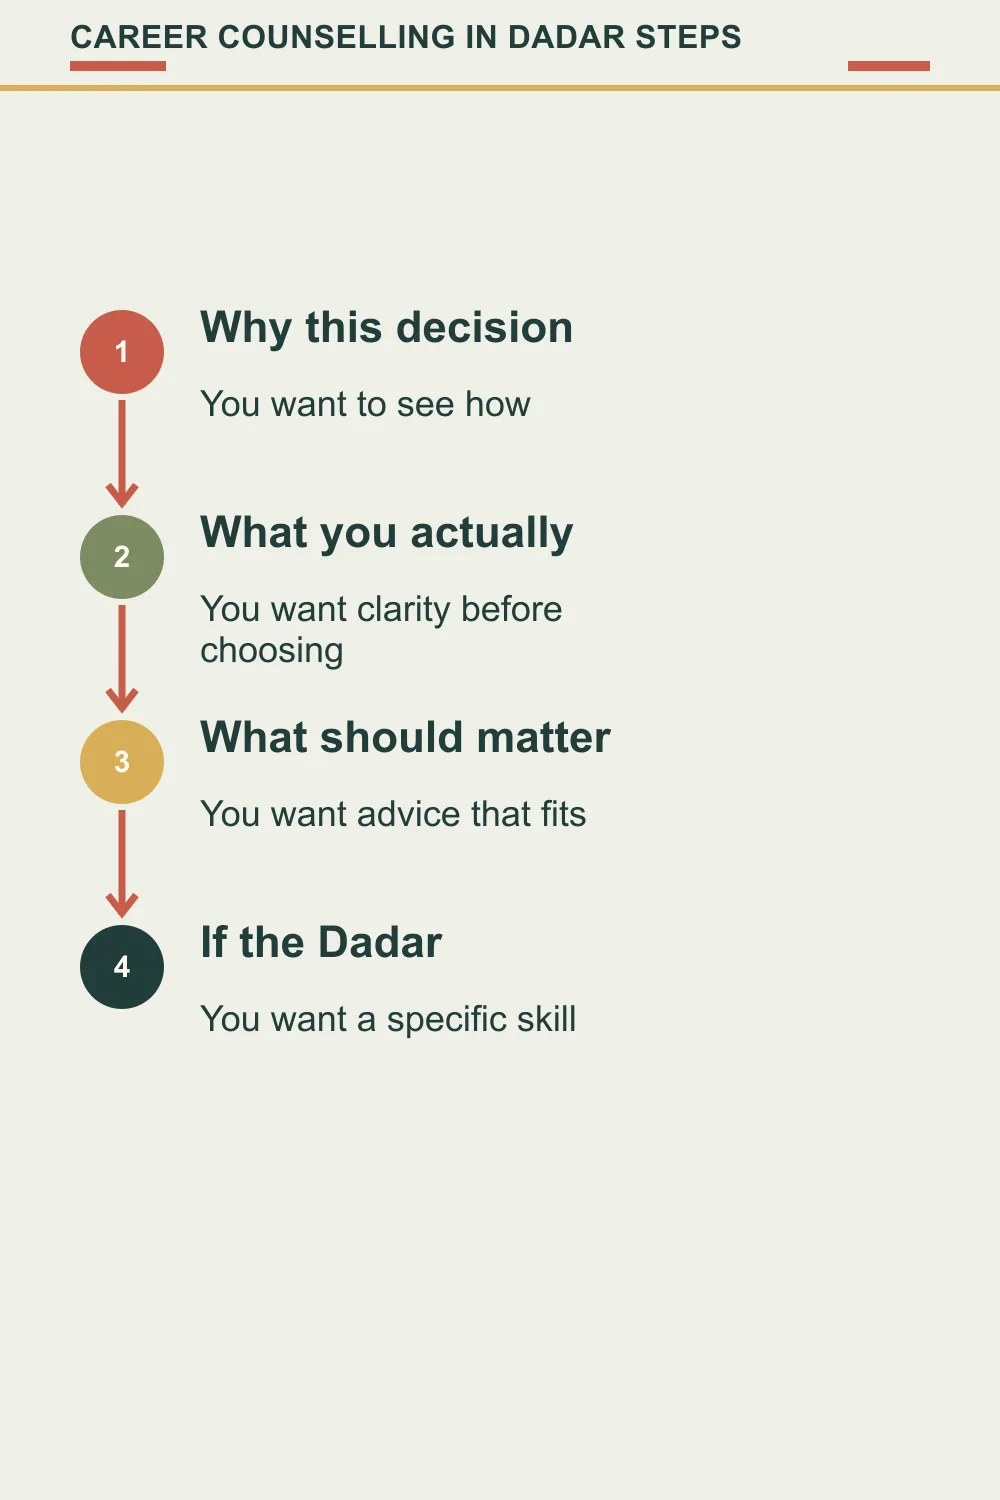 CAREER COUNSELLING IN DADAR STEPS
1
Why this decision
You want to see how
2
What you actually
You want clarity before
choosing
3
What should matter
You want advice that fits
4
If the Dadar
You want a specific skill